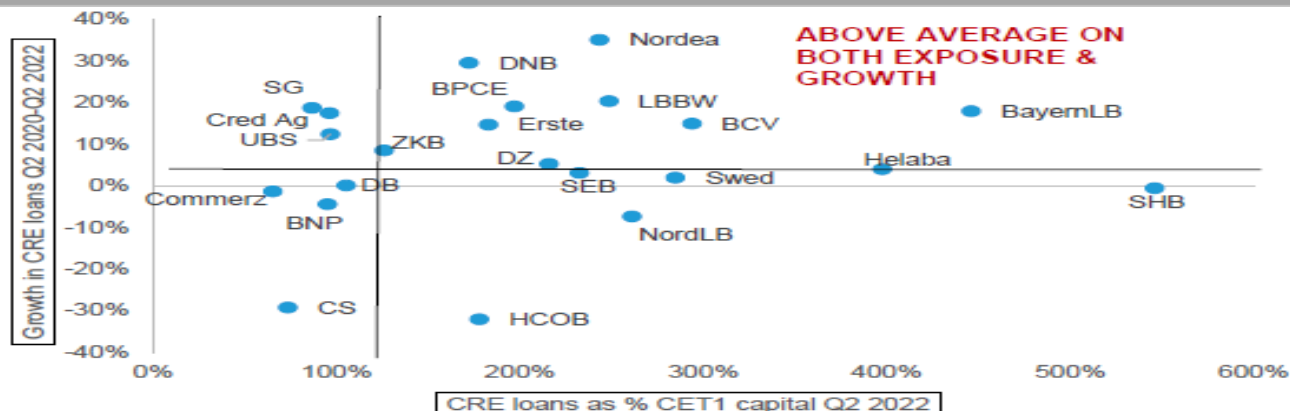 Growth in CRE loans Q2 2020-Q2 2022
40%
30%
20%
10%
0%
-10%
-20%
-30%
-40%
ABOVE AVERAGE ON
BOTH EXPOSURE &
GROWTH
Nordea
DNB
SG
BPCE
LBBW
BayernLB
Cred Ag
Erste
BCV
UBS
ZKB
DZ
Helaba
DB
SEB
Swed
Commerz
SHB
BNP
NordLB
CS
HCOB
0%
100%
200%
300%
400%
500%
600%
CRE loans as % CET1 capital Q2 2022